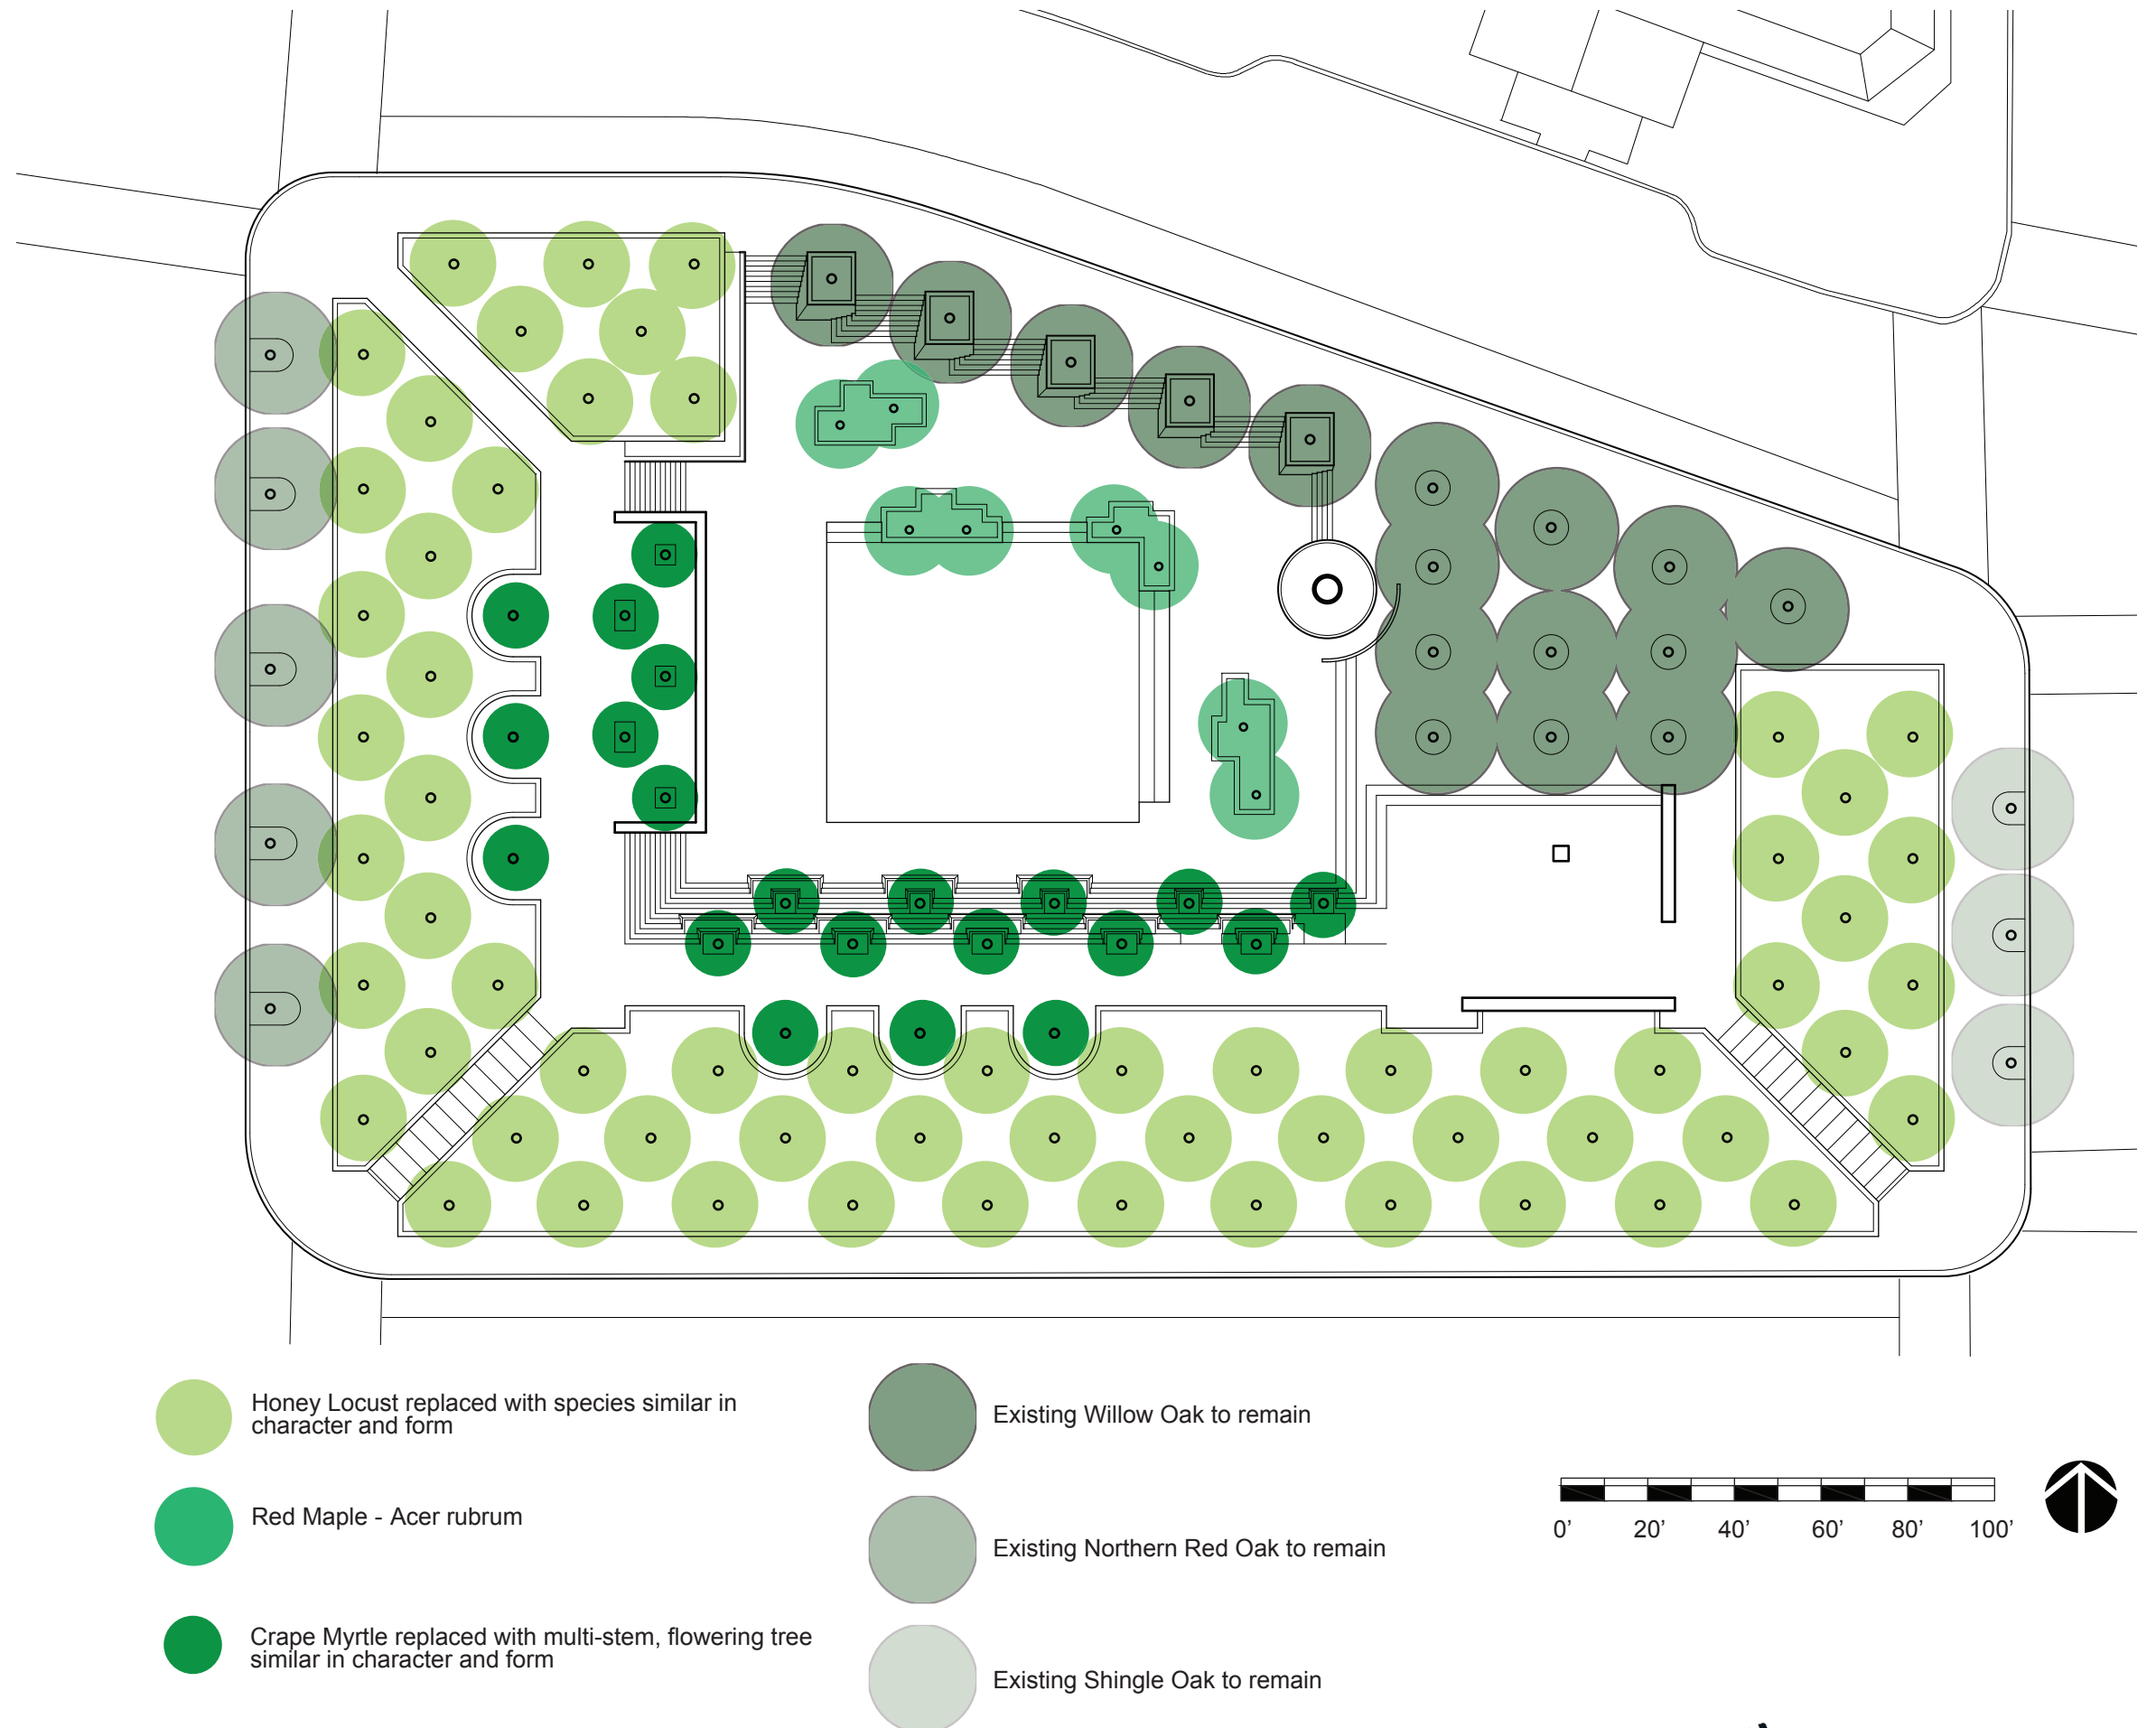 Honey Locust replaced with species similar in
character and form
Red Maple - Acer rubrum
Crape Myrtle replaced with multi-stem, flowering tree
similar in character and form
Existing Willow Oak to remain
Existing Northern Red Oak to remain
Existing Shingle Oak to remain
0’ 20’ 40’ 60’ 80’ 100’